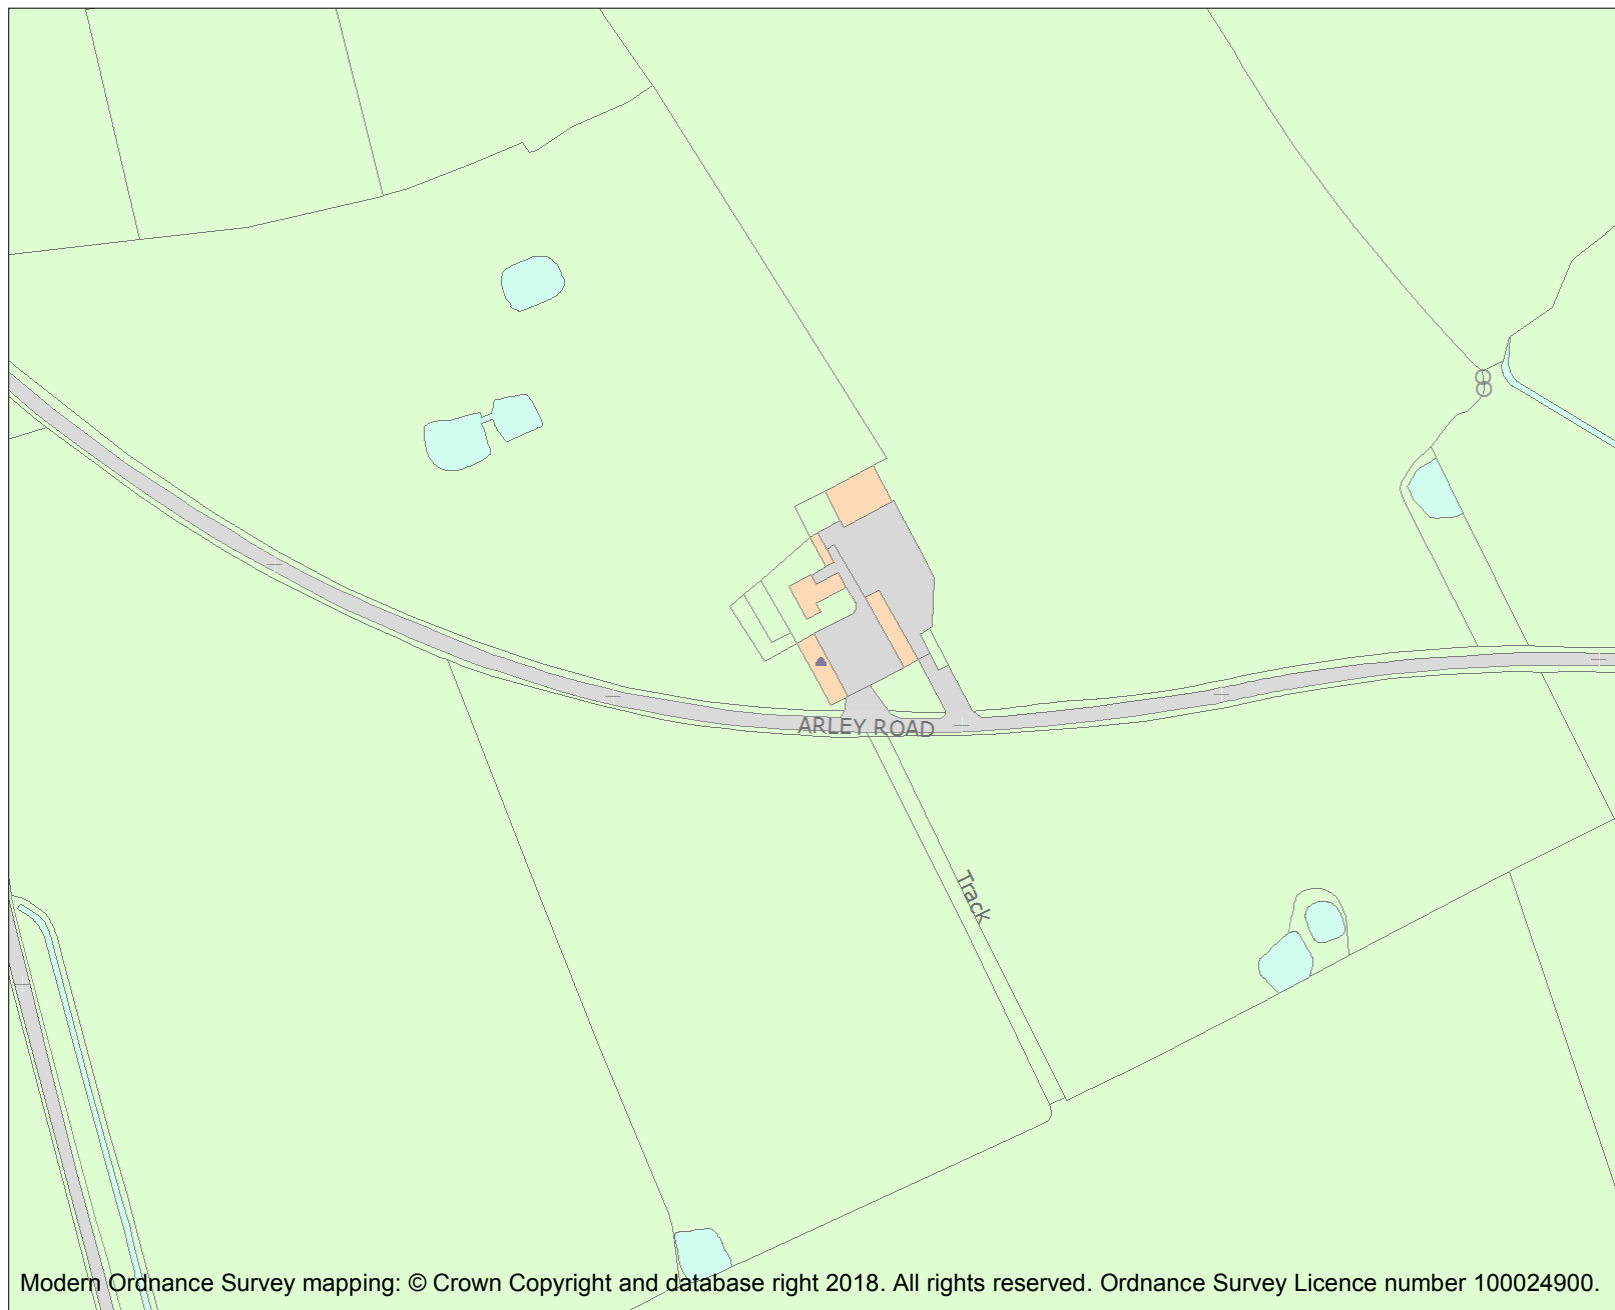 ARLEY ROAD
Track
Modern Ordnance Survey mapping: © Crown Copyright and database right 2018. All rights reserved. Ordnance Survey Licence number 100024900.